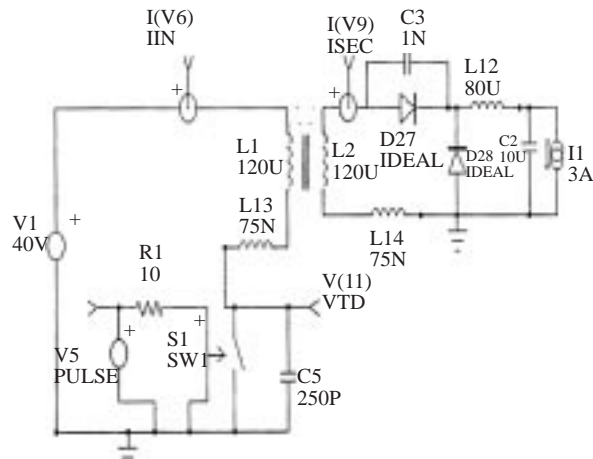 I(V6)
IIN
I(V9)
ISEC
C3
1N
L12
80U
+
+
L1
120U
L2
120U
D27
IDEAL
D28
IDEAL
C2
10U
I1
3A
L13
75N
L14
75N
V1
40V
+
R1
10
V(11)
VTD
+
+
V5
PULSE
S1
SW1
C5
250P